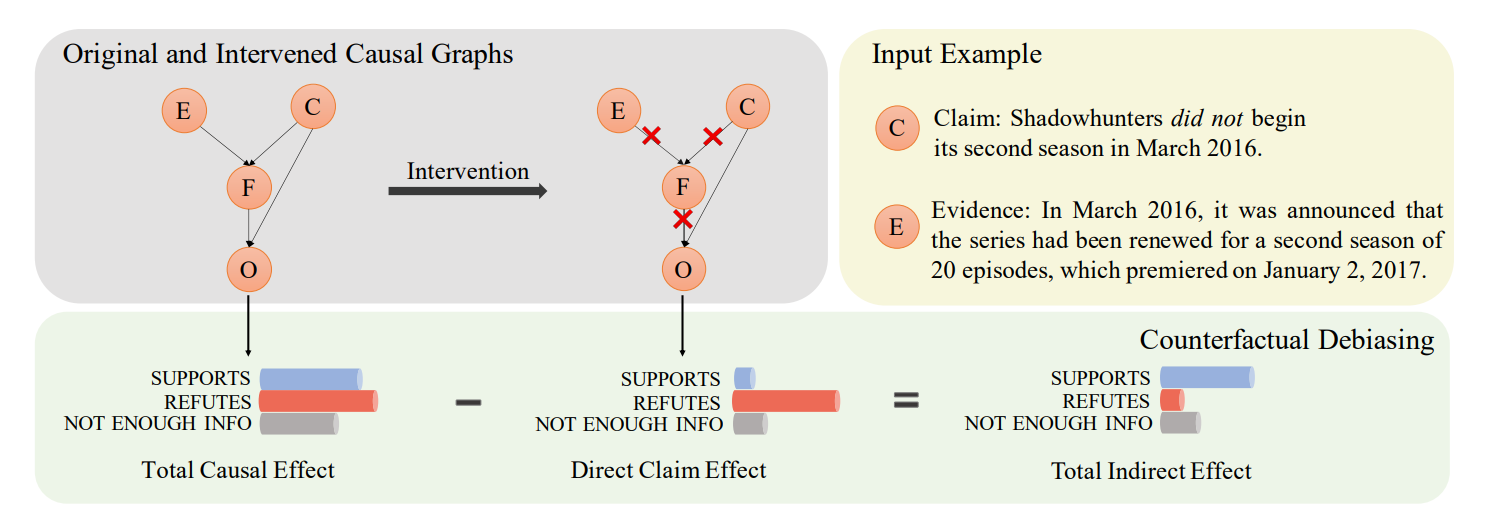 Original and Intervened Causal Graphs
E
C
F
O
Intervention
E
C
F
O
Input Example
C
Claim: Shadowhunters did not begin
its second season in March 2016.
E
Evidence: In March 2016, it was announced that
the series had been renewed for a second season of
20 episodes, which premiered on January 2, 2017.
Counterfactual Debiasing
SUPPORTS
REFUTES
NOT ENOUGH INFO
Total Causal Effect
−
SUPPORTS
REFUTES
NOT ENOUGH INFO
Direct Claim Effect
=
SUPPORTS
REFUTES
NOT ENOUGH INFO
Total Indirect Effect